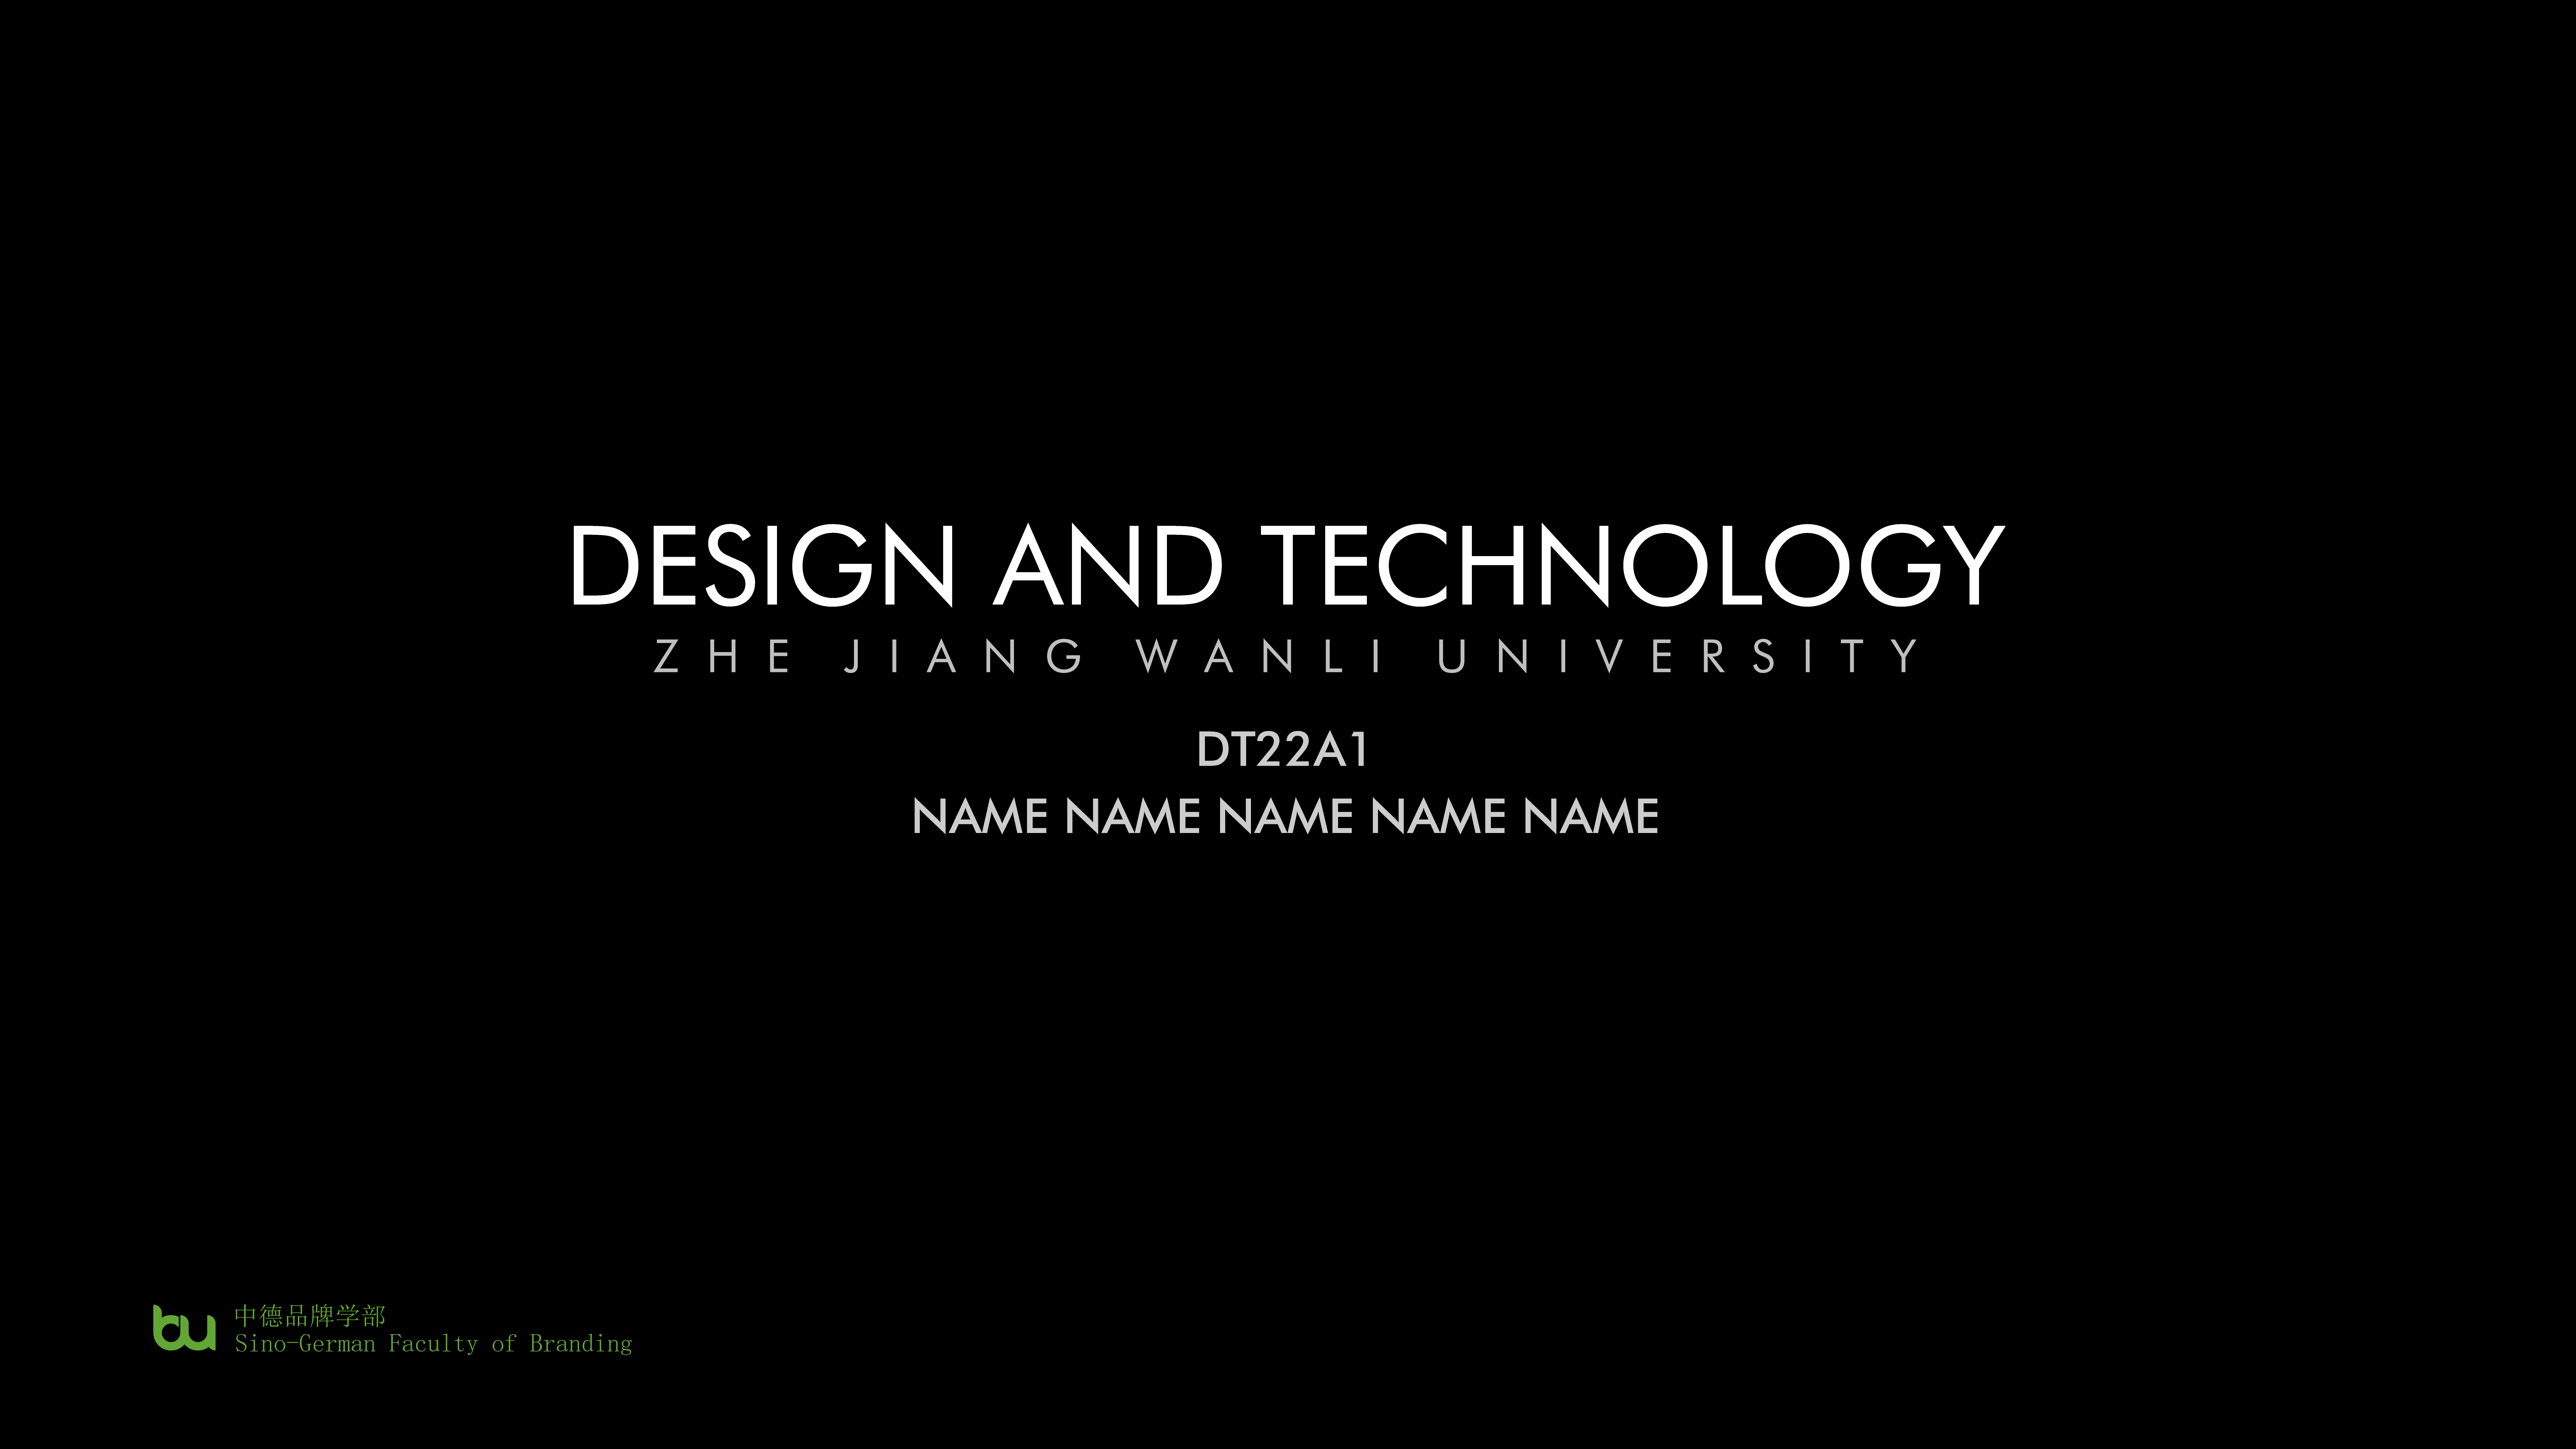 DESIGN AND TECHNOLOGY
ZHE JIANG WANLI UNIVERSITY
DT22A1
NAME NAME NAME NAME NAME
bu
中德品牌学部
Sino-German Faculty of Branding